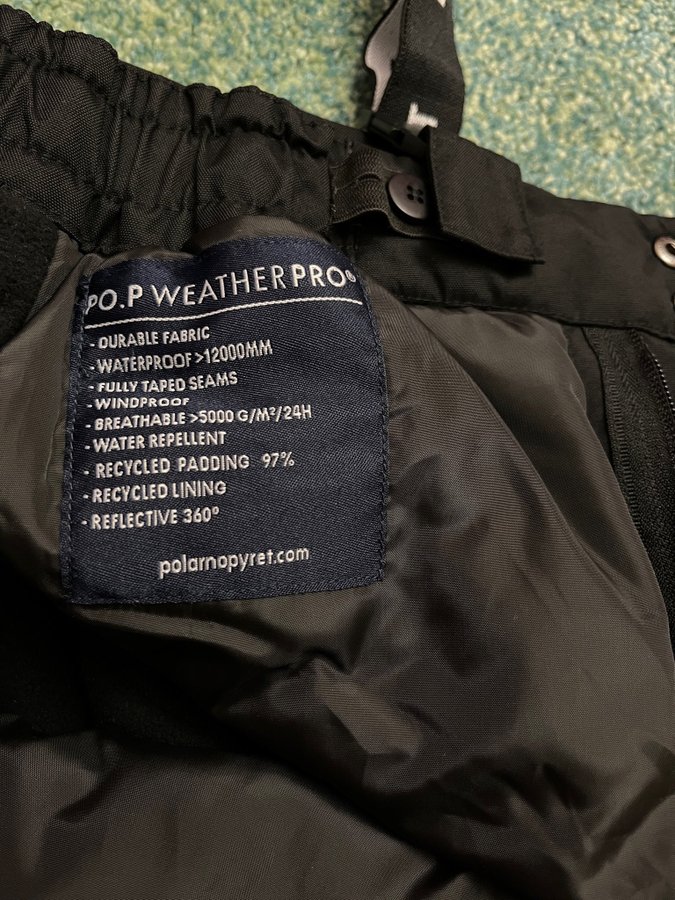 PO.P WEATHERPRO®
- DURABLE FABRIC
- WATERPROOF >12000MM
- FULLY TAPED SEAMS
- WINDPROOF
- BREATHABLE >5000 G/M²/24H
- WATER REPELLENT
- RECYCLED PADDING 97%
- RECYCLED LINING
- REFLECTIVE 360°
polarnopyret.com